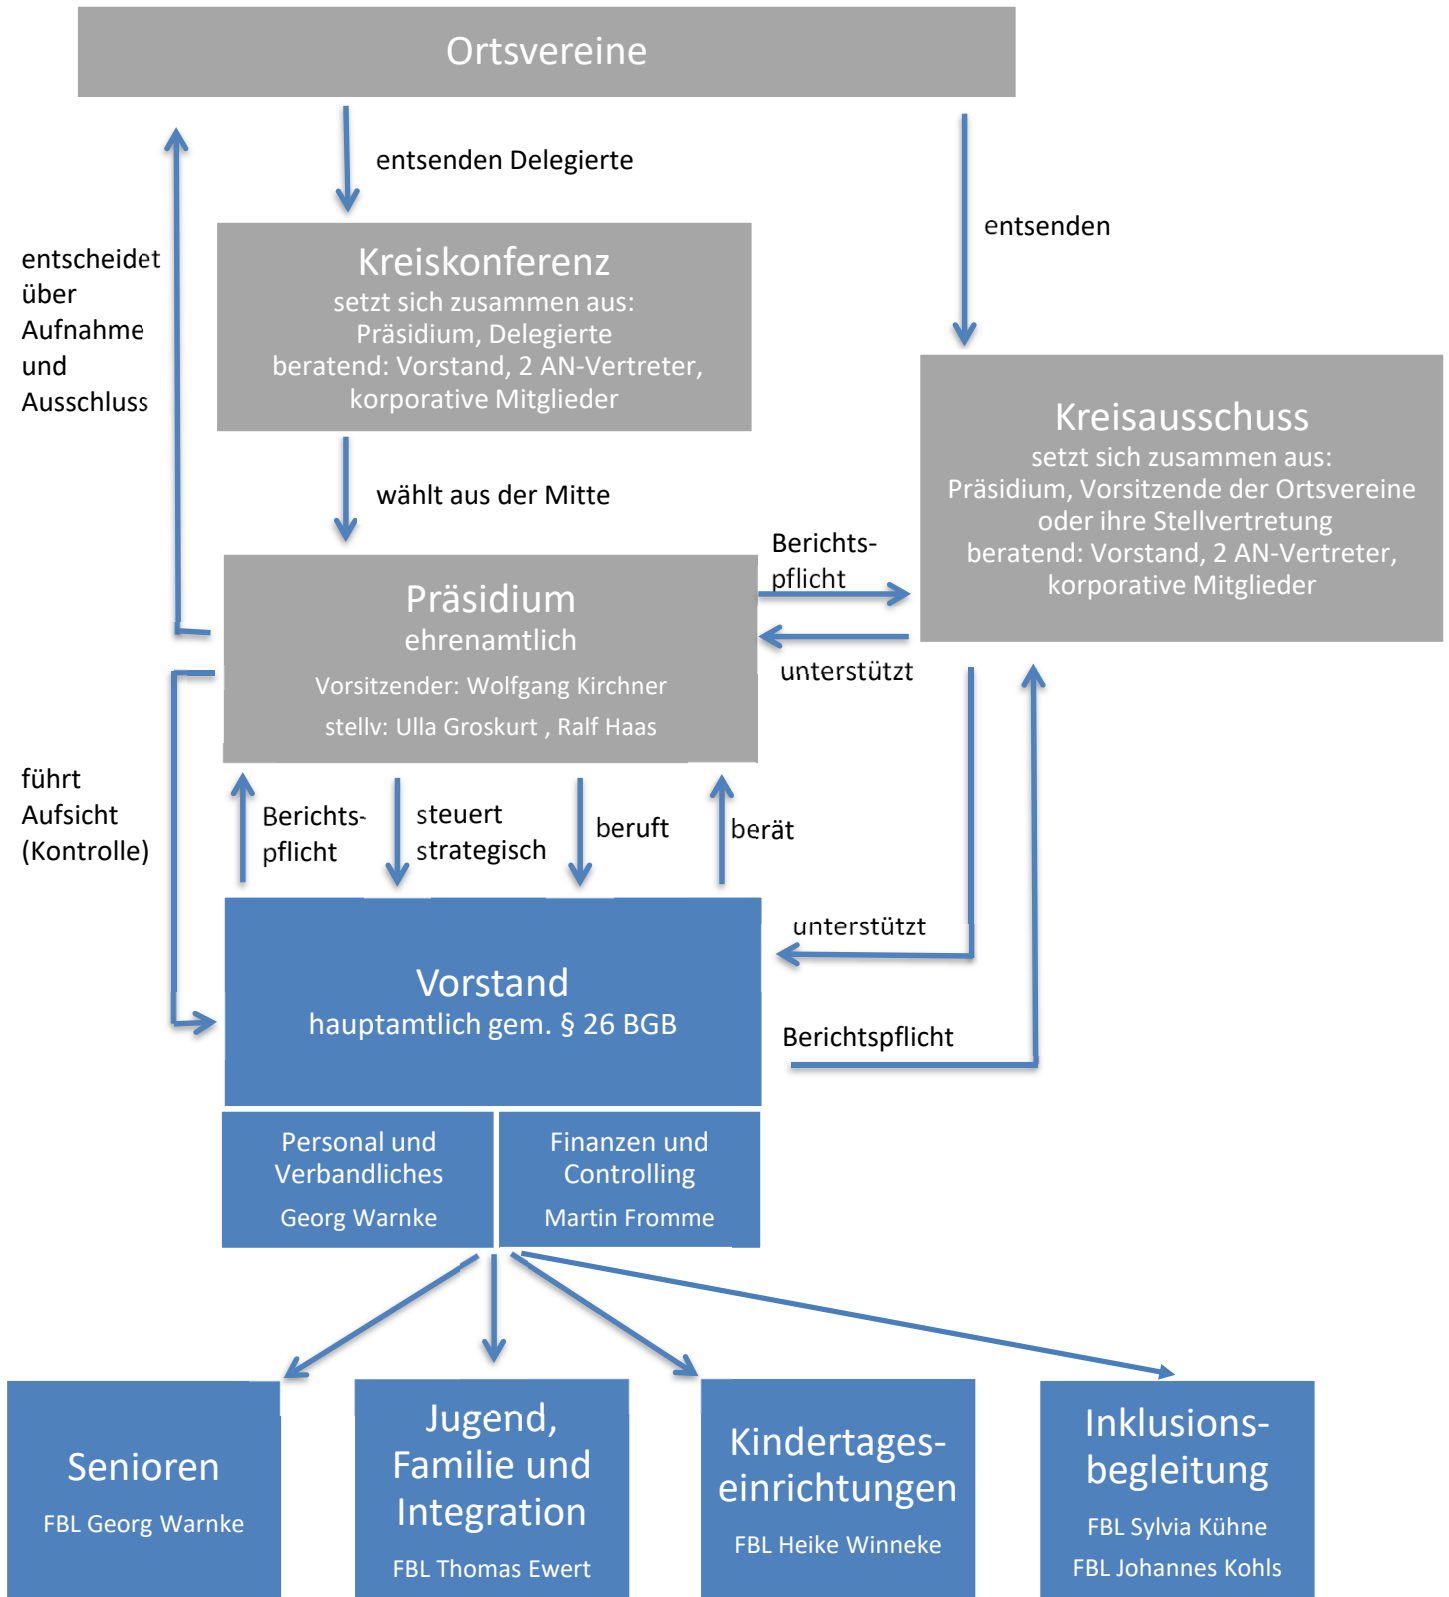 Ortsvereine
entsenden Delegierte
entsenden
entscheidet
über
Aufnahme
und
Ausschluss
Kreiskonferenz
setzt sich zusammen aus:
Präsidium, Delegierte
beratend: Vorstand, 2 AN-Vertreter,
korporative Mitglieder
Kreisausschuss
setzt sich zusammen aus:
Präsidium, Vorsitzende der Ortsvereine
oder ihre Stellvertretung
beratend: Vorstand, 2 AN-Vertreter,
korporative Mitglieder
wählt aus der Mitte
Berichts-
pflicht
Präsidium
ehrenamtlich
Vorsitzender: Wolfgang Kirchner
stellv: Ulla Groskurt , Ralf Haas
unterstützt
führt
Aufsicht
(Kontrolle)
Berichts-
pflicht
steuert
strategisch
beruft
berät
unterstützt
Vorstand
hauptamtlich gem. § 26 BGB
Berichtspflicht
Personal und
Verbandliches
Georg Warnke
Finanzen und
Controlling
Martin Fromme
Senioren
FBL Georg Warnke
Jugend,
Familie und
Integration
FBL Thomas Ewert
Kindertages-
einrichtungen
FBL Heike Winneke
Inklusions-
begleitung
FBL Sylvia Kühne
FBL Johannes Kohls